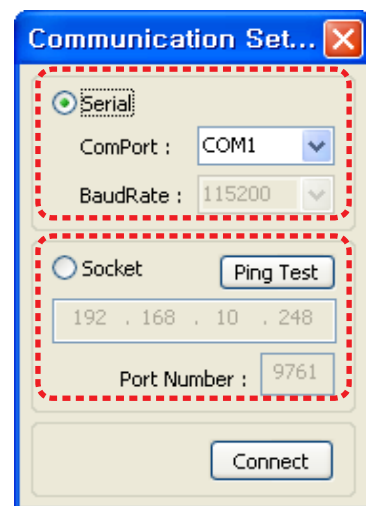 Communication Set...
Serial
ComPort : COM1
BaudRate : 115200
Socket Ping Test
192 . 168 . 10 . 248
Port Number : 9761
Connect